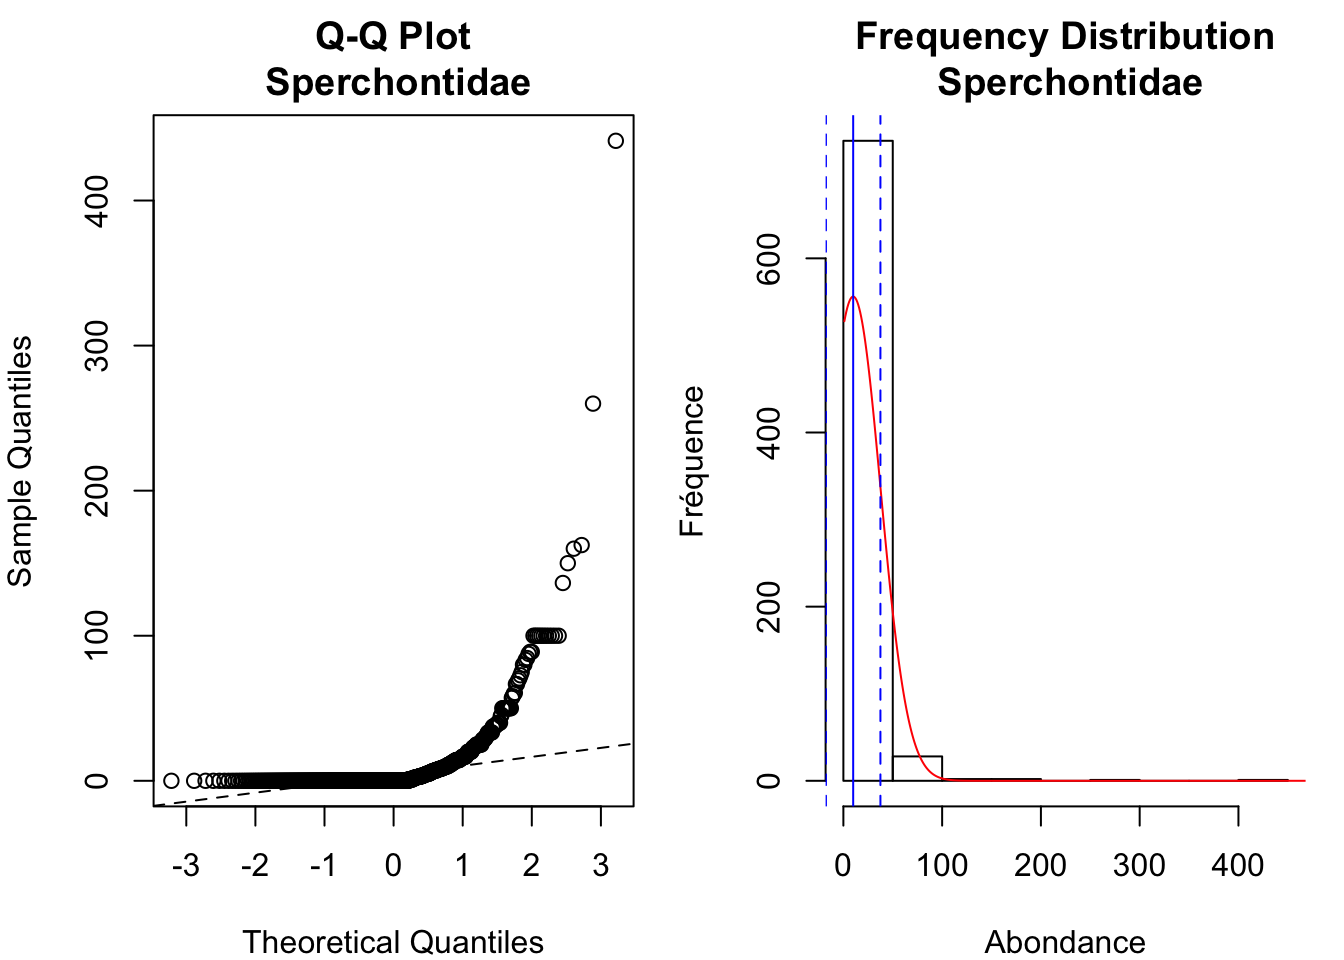 Q-Q Plot
Sperchontidae
400
300
200
100
0
Sample Quantiles
-3 -2 -1 0 1 2 3
Theoretical Quantiles
Frequency Distribution
Sperchontidae
600
400
200
0
Fréquence
0 100 200 300 400
Abondance